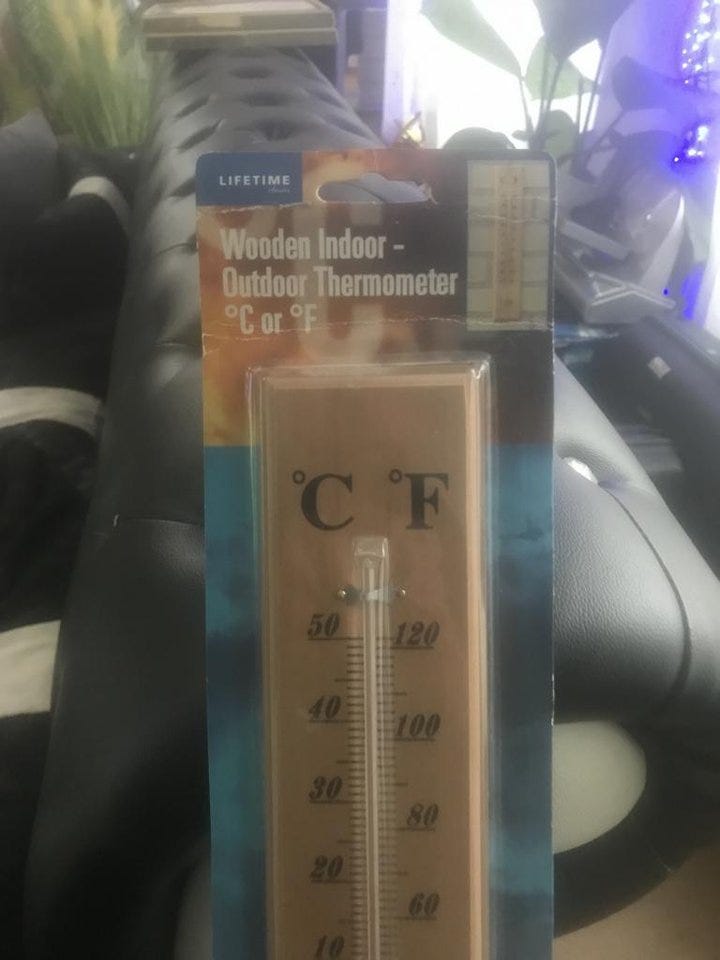 LIFETIME
Wooden Indoor -
Outdoor Thermometer
°C or °F
°C °F
50 120
40 100
30 80
20 60
10